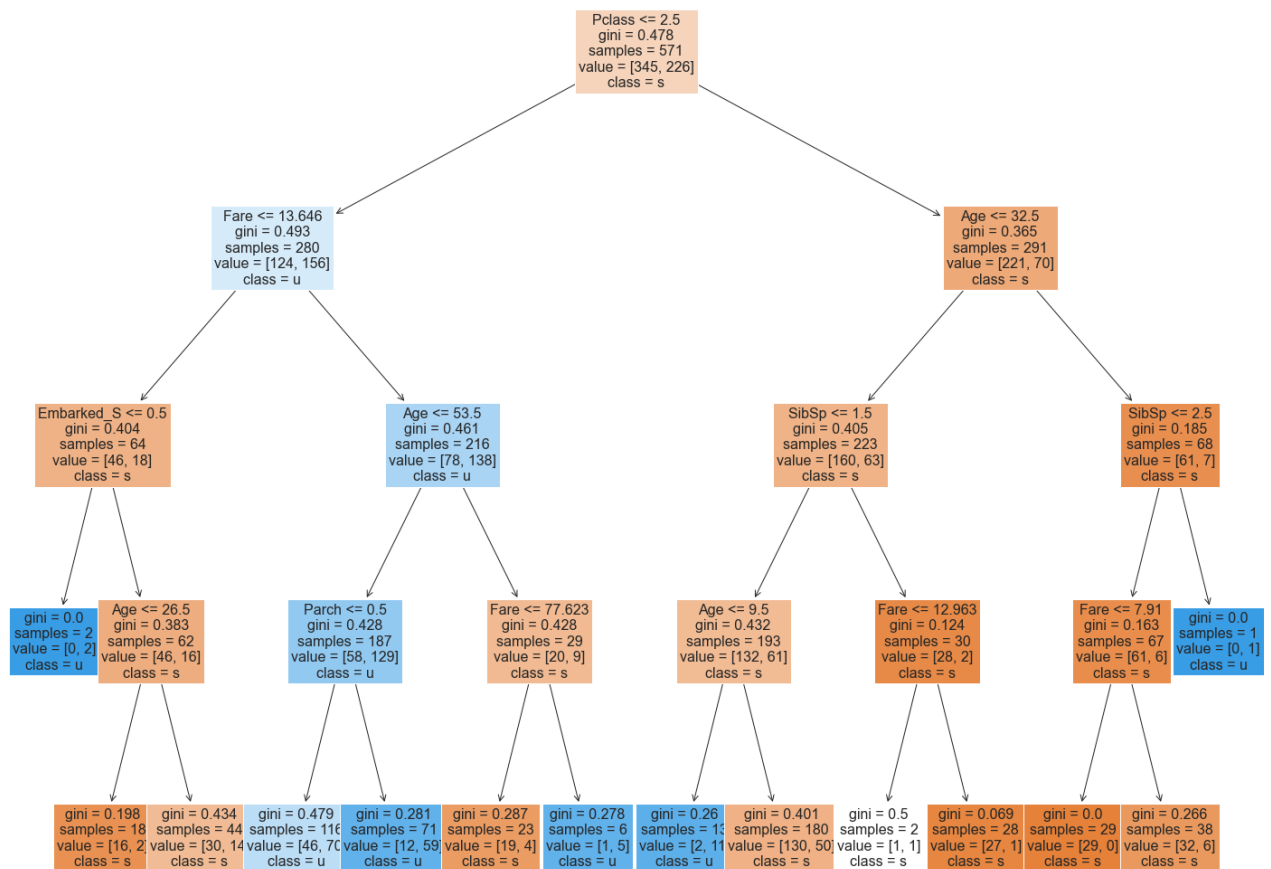 Pclass <= 2.5
gini = 0.478
samples = 571
value = [345, 226]
class = s
Fare <= 13.646
gini = 0.493
samples = 280
value = [124, 156]
class = u
Age <= 32.5
gini = 0.365
samples = 291
value = [221, 70]
class = s
Embarked_S <= 0.5
gini = 0.404
samples = 64
value = [46, 18]
class = s
Age <= 53.5
gini = 0.461
samples = 216
value = [78, 138]
class = u
SibSp <= 1.5
gini = 0.405
samples = 223
value = [160, 63]
class = s
SibSp <= 2.5
gini = 0.185
samples = 68
value = [61, 7]
class = s
gini = 0.0
samples = 2
value = [0, 2]
class = u
Age <= 26.5
gini = 0.383
samples = 62
value = [46, 16]
class = s
Parch <= 0.5
gini = 0.428
samples = 187
value = [58, 129]
class = u
Fare <= 77.623
gini = 0.428
samples = 29
value = [20, 9]
class = s
Age <= 9.5
gini = 0.432
samples = 193
value = [132, 61]
class = s
Fare <= 12.963
gini = 0.124
samples = 30
value = [28, 2]
class = s
Fare <= 7.91
gini = 0.163
samples = 67
value = [61, 6]
class = s
gini = 0.0
samples = 1
value = [0, 1]
class = u
gini = 0.198
samples = 18
value = [16, 2]
class = s
gini = 0.434
samples = 44
value = [30, 14
class = s
gini = 0.479
samples = 116
value = [46, 70]
class = u
gini = 0.281
samples = 71
value = [12, 59]
class = u
gini = 0.287
samples = 23
value = [19, 4]
class = s
gini = 0.278
samples = 6
value = [1, 5]
class = u
gini = 0.26
samples = 13
value = [2, 11
class = u
gini = 0.401
samples = 180
value = [130, 50]
class = s
gini = 0.5
samples = 2
value = [1, 1]
class = s
gini = 0.069
samples = 28
value = [27, 1]
class = s
gini = 0.0
samples = 29
value = [29, 0]
class = s
gini = 0.266
samples = 38
value = [32, 6]
class = s